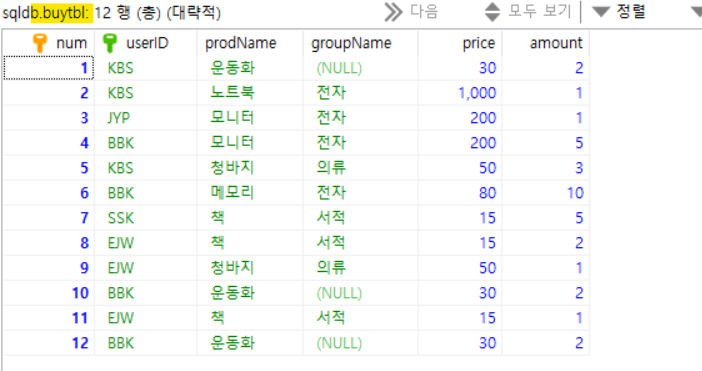 sqldb.buytbl: 12 행 (총) (대략적) 다음 모두 보기 정렬
num userID prodName groupName price amount
1 KBS 운동화 (NULL) 30 2
2 KBS 노트북 전자 1,000 1
3 JYP 모니터 전자 200 1
4 BBK 모니터 전자 200 5
5 KBS 청바지 의류 50 3
6 BBK 메모리 전자 80 10
7 SSK 책 서적 15 5
8 EJW 책 서적 15 2
9 EJW 청바지 의류 50 1
10 BBK 운동화 (NULL) 30 2
11 EJW 책 서적 15 1
12 BBK 운동화 (NULL) 30 2